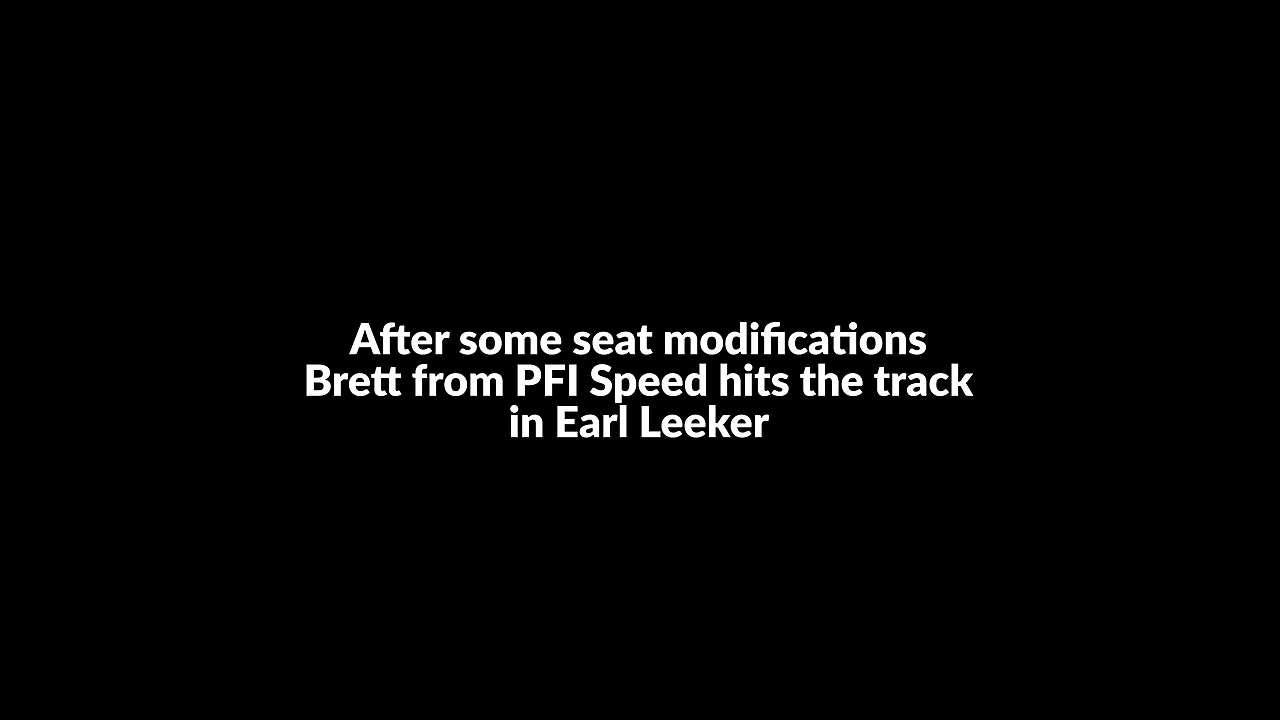 After some seat modifications
Brett from PFI Speed hits the track
in Earl Leeker